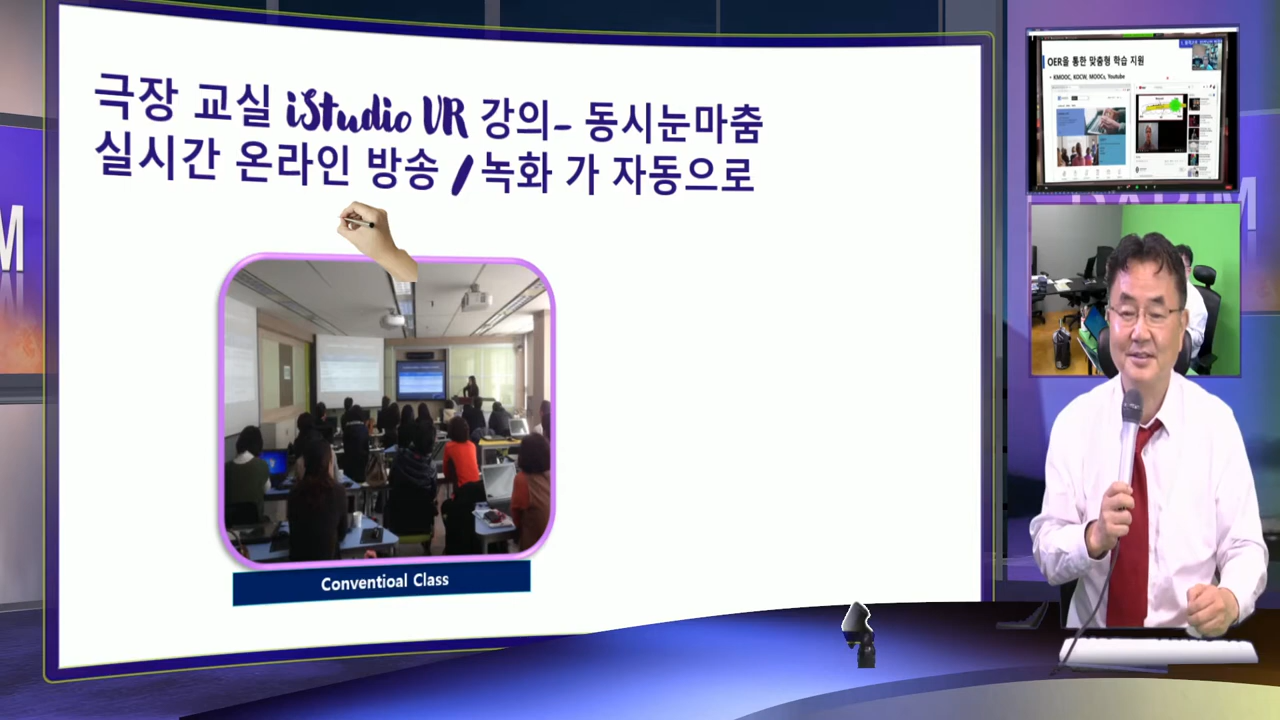 극장 교실 iStudio VR 강의- 동시눈마춤
실시간 온라인 방송 / 녹화 가 자동으로
Conventioal Class
OER을 통한 맞춤형 학습 지원
• KMOOC, KOCW, MOOCs, Youtube
M